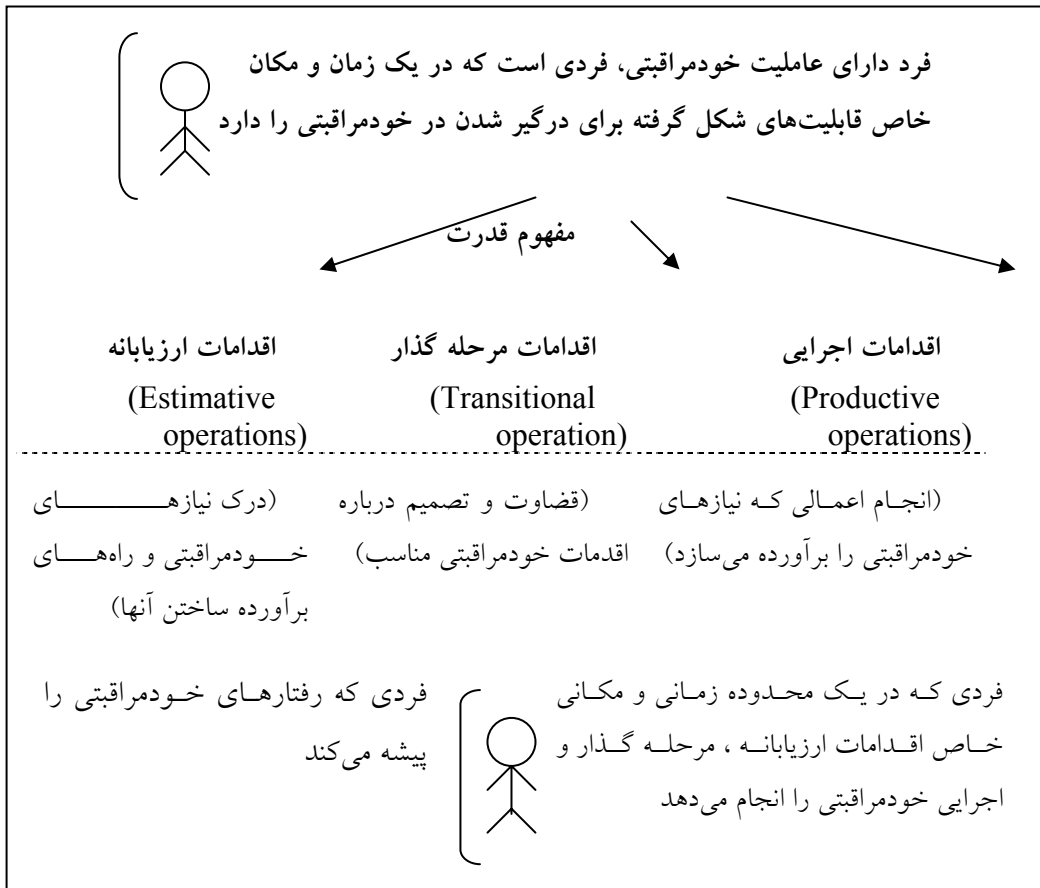 فرد دارای عاملیت خودمراقبتی، فردی است که در یک زمان و مکان
خاص قابلیت‌های شکل گرفته برای درگیر شدن در خودمراقبتی را دارد
مفهوم قدرت
اقدامات اجرایی
(Productive
operations)
اقدامات مرحله گذار
(Transitional
operation)
اقدامات ارزیابانه
(Estimative
operations)
(انجام اعمالی که نیازهای
خودمراقبتی را برآورده می‌سازد)
(قضاوت و تصمیم درباره
اقدمات خودمراقبتی مناسب)
(درک نیازهای
خودمراقبتی و راه‌های
برآورده ساختن آنها)
فردی که در یک محدوده زمانی و مکانی
خاص اقدامات ارزیابانه ، مرحله گذار و
اجرایی خودمراقبتی را انجام می‌دهد
فردی که رفتارهای خودمراقبتی را
پیشه می‌کند